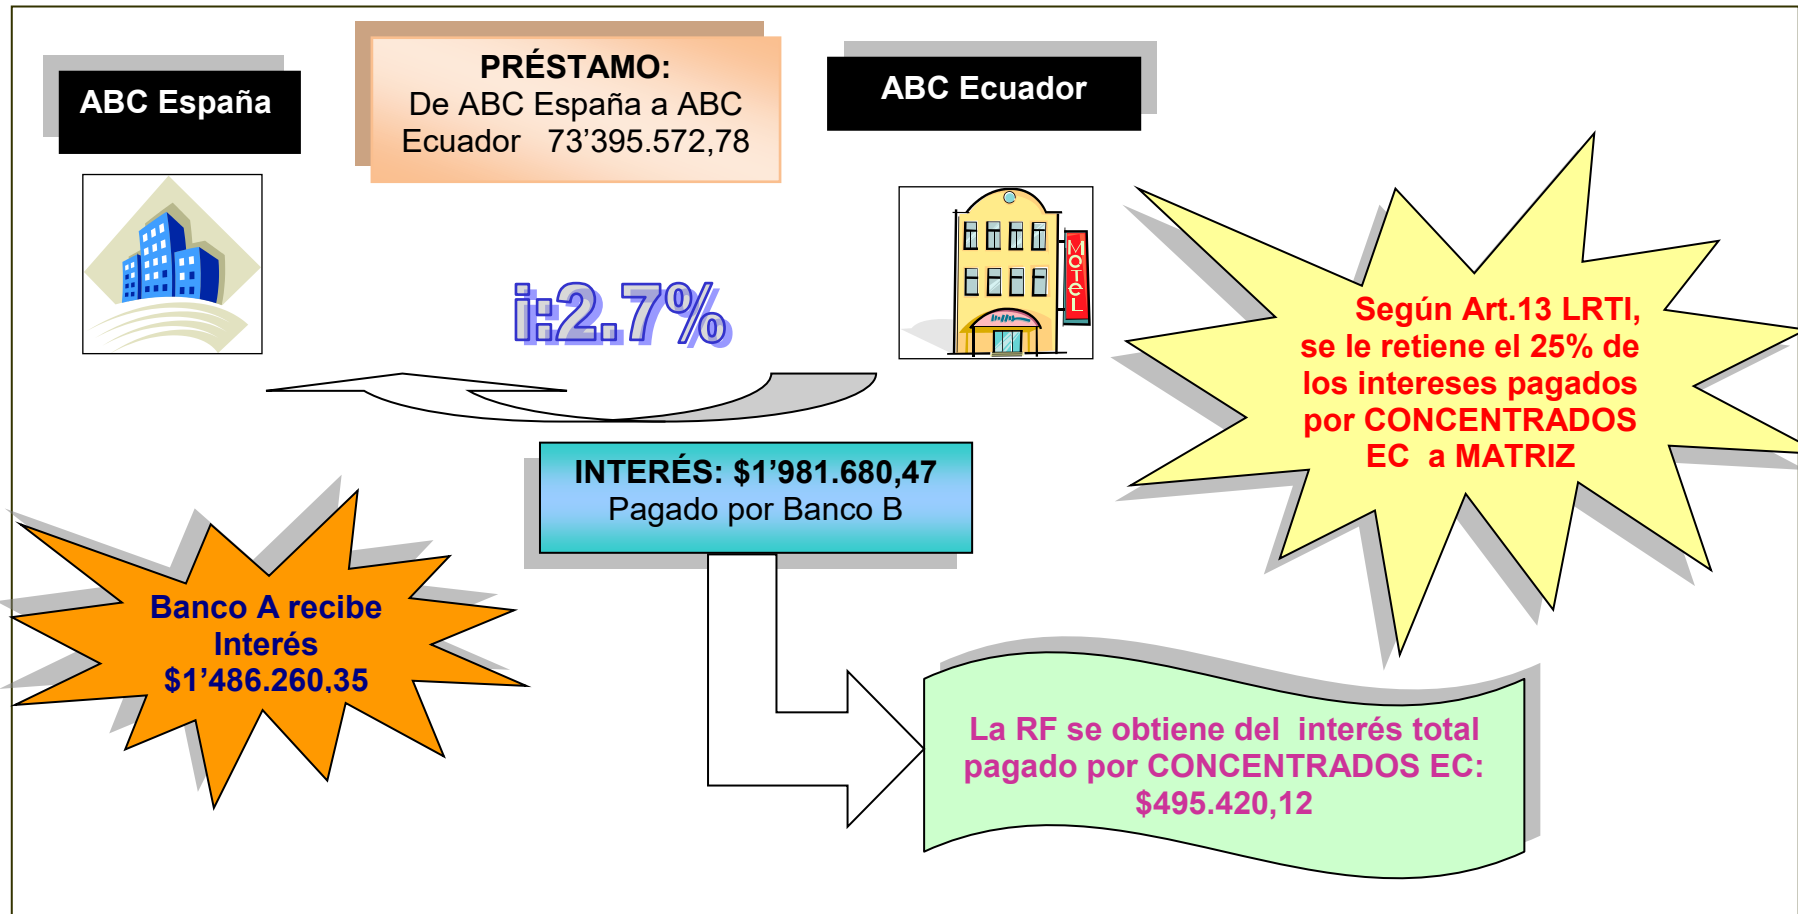 ABC España
PRÉSTAMO:
De ABC España a ABC
Ecuador 73’395.572,78
ABC Ecuador
MOTEL
i:2.7%
Según Art.13 LRTI,
se le retiene el 25% de
los intereses pagados
por CONCENTRADOS
EC a MATRIZ
INTERÉS: $1’981.680,47
Pagado por Banco B
Banco A recibe
Interés
$1’486.260,35
La RF se obtiene del interés total
pagado por CONCENTRADOS EC:
$495.420,12